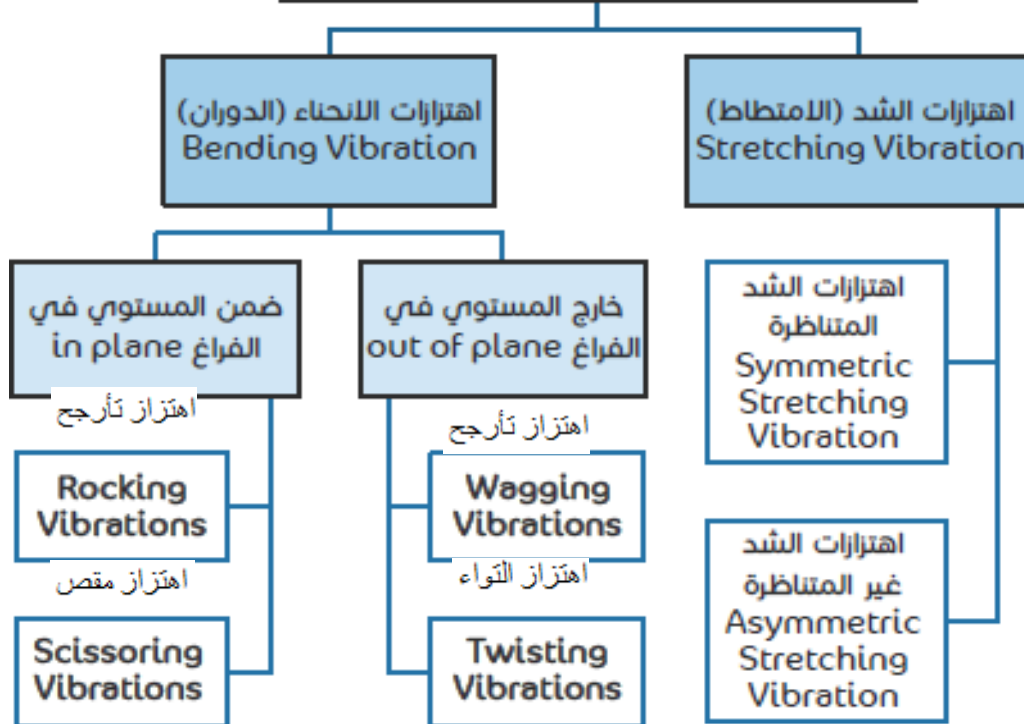 اهتزازات الانحناء (الدوران)
Bending Vibration
اهتزازات الشد (الامتطاط)
Stretching Vibration
ضمن المستوي في
الفراغ in plane
خارج المستوي في
الفراغ out of plane
اهتزازات الشد
المتناظرة
Symmetric
Stretching
Vibration
اهتزاز تأرجح
Rocking
Vibrations
اهتزاز تأرجح
Wagging
Vibrations
اهتزاز مقص
Scissoring
Vibrations
اهتزاز التواء
Twisting
Vibrations
اهتزازات الشد
غير المتناظرة
Asymmetric
Stretching
Vibration